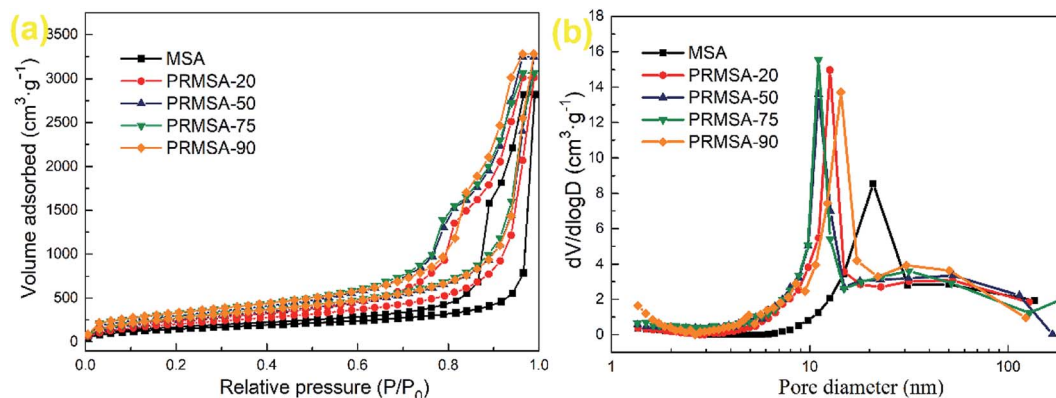 (a)
MSA
PRMSA-20
PRMSA-50
PRMSA-75
PRMSA-90
Volume adsorbed (cm³·g⁻¹)
3500
3000
2500
2000
1500
1000
500
0
0.0 0.2 0.4 0.6 0.8 1.0
Relative pressure (P/P₀)
(b)
MSA
PRMSA-20
PRMSA-50
PRMSA-75
PRMSA-90
dV/dlogD (cm³·g⁻¹)
18
16
14
12
10
8
6
4
2
0
1 10 100
Pore diameter (nm)